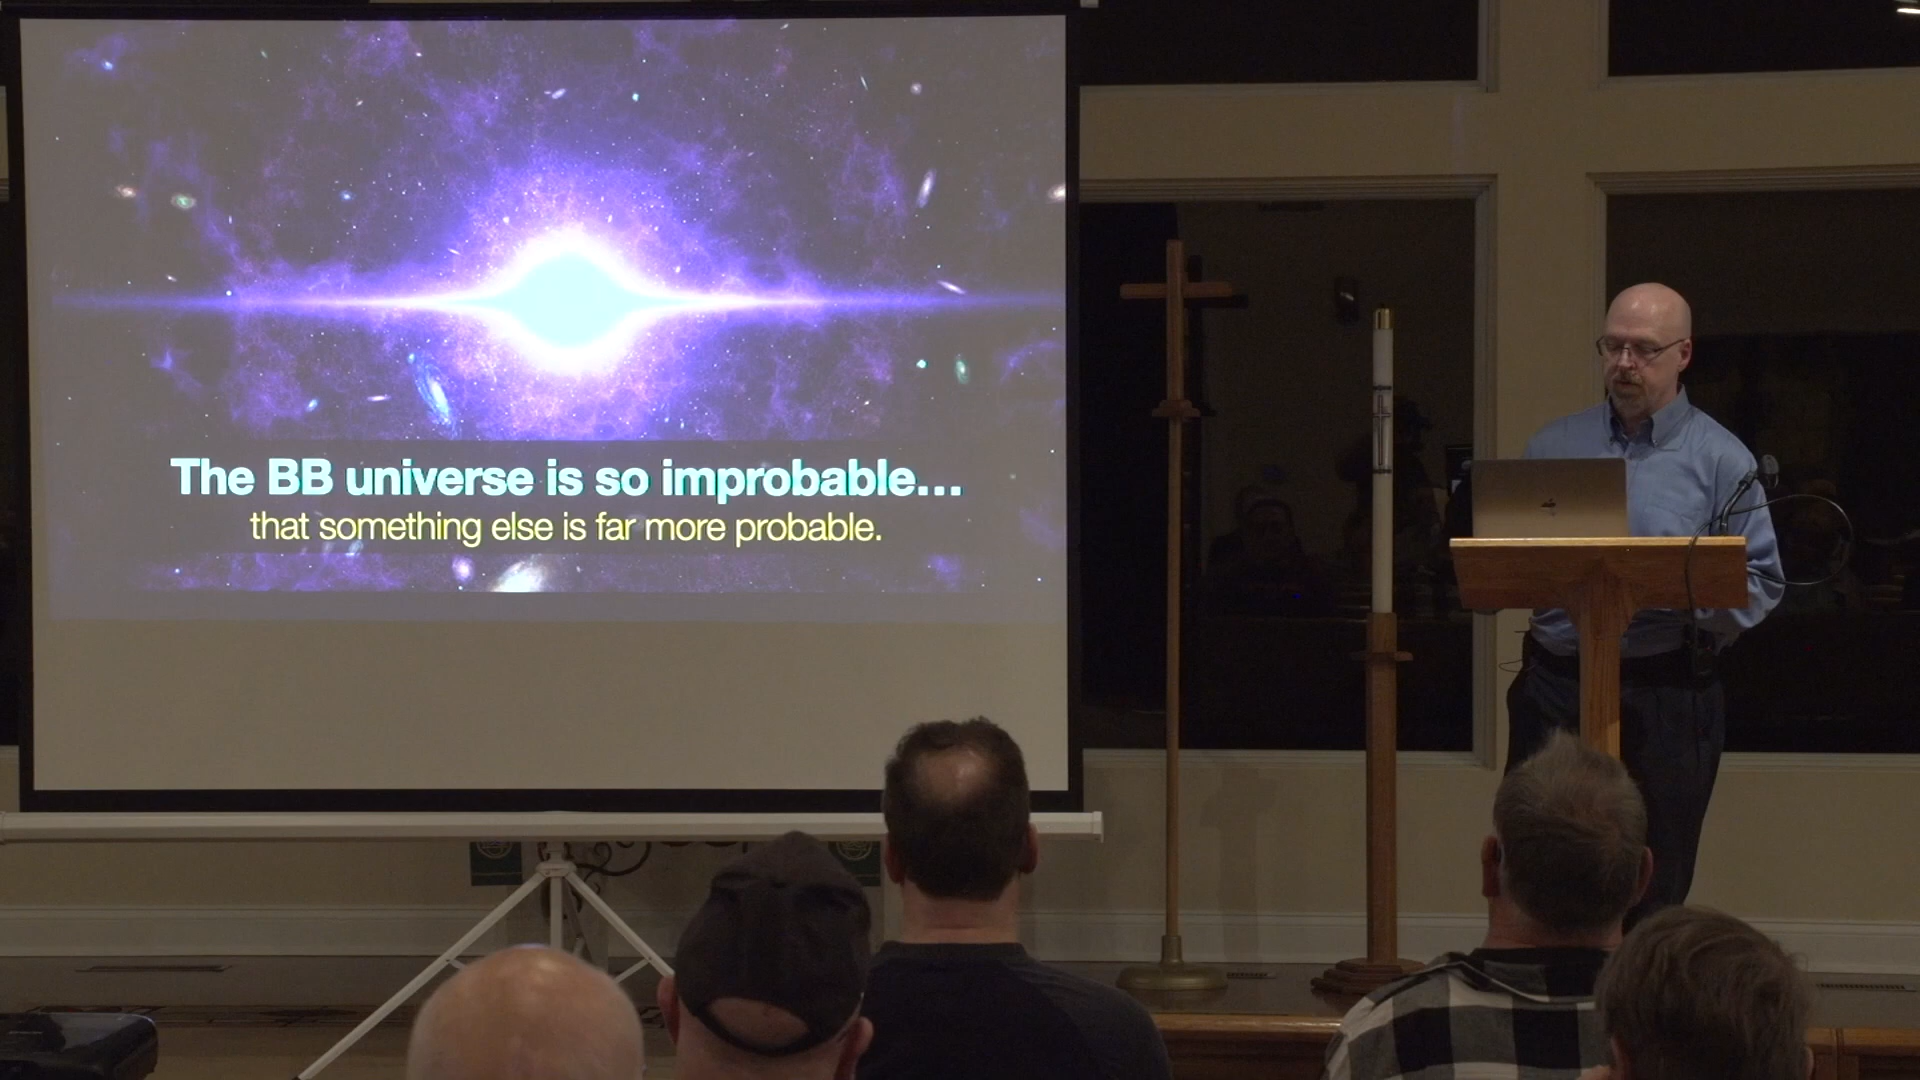 The BB universe is so improbable...
that something else is far more probable.